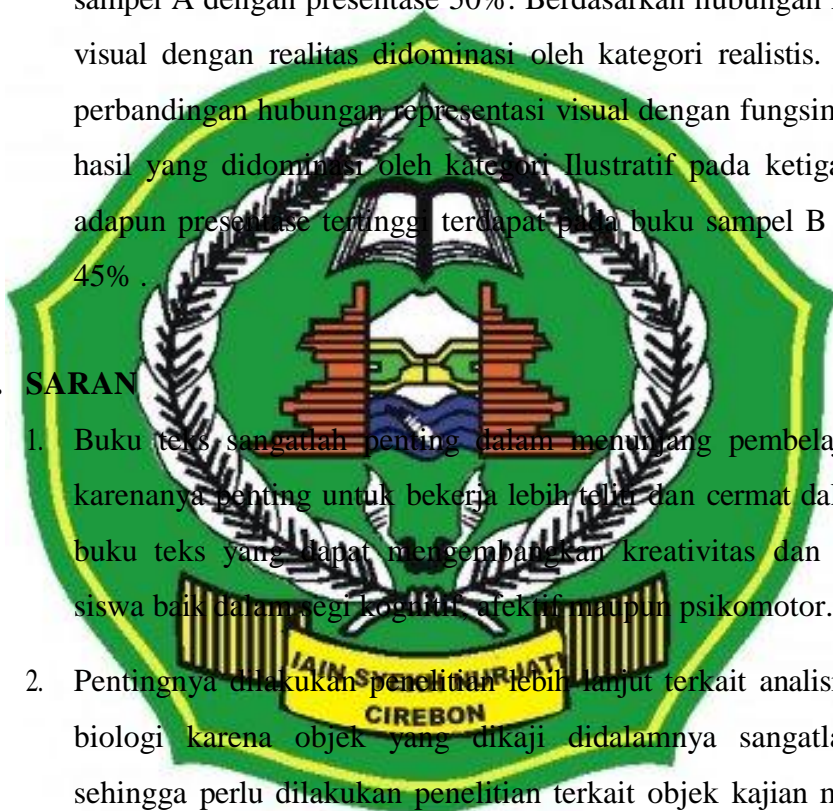 sampel A dengan presentase 50%. Berdasarkan hubungan
visual dengan realitas didominasi oleh kategori realistis.
perbandingan hubungan representasi visual dengan fungsin
hasil yang didominasi oleh kategori Ilustratif pada ketiga
adapun presentase tertinggi terdapat pada buku sampel B
45% .
SARAN
1. Buku teks sangatlah penting dalam menunjang pembelaj
karenanya penting untuk bekerja lebih teliti dan cermat dal
buku teks yang dapat mengembangkan kreativitas dan
siswa baik dalam segi kognitif, afektif maupun psikomotor.
2. Pentingnya dilakukan penelitian lebih lanjut terkait analisi
biologi karena objek yang dikaji didalamnya sangatla
sehingga perlu dilakukan penelitian terkait objek kajian
IAIN SYEKH NURJATI
CIREBON